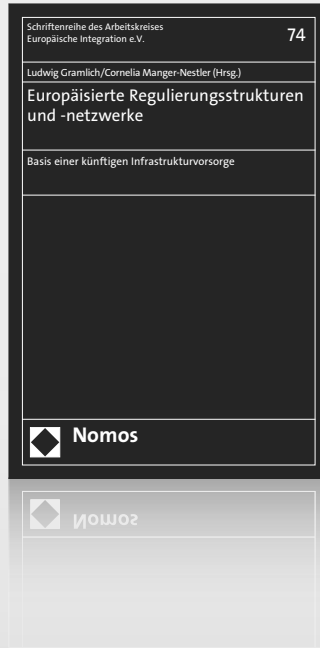 Schriftenreihe des Arbeitskreises
Europäische Integration e.V.
74
Ludwig Gramlich/Cornelia Manger-Nestler (Hrsg.)
Europäisierte Regulierungsstrukturen
und -netzwerke
Basis einer künftigen Infrastrukturvorsorge
Nomos
Nomos